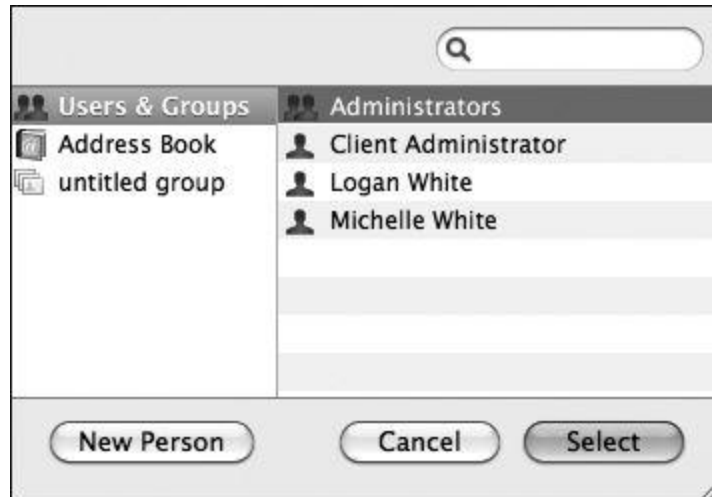 Users & Groups
Address Book
untitled group
Administrators
Client Administrator
Logan White
Michelle White
New Person
Cancel
Select